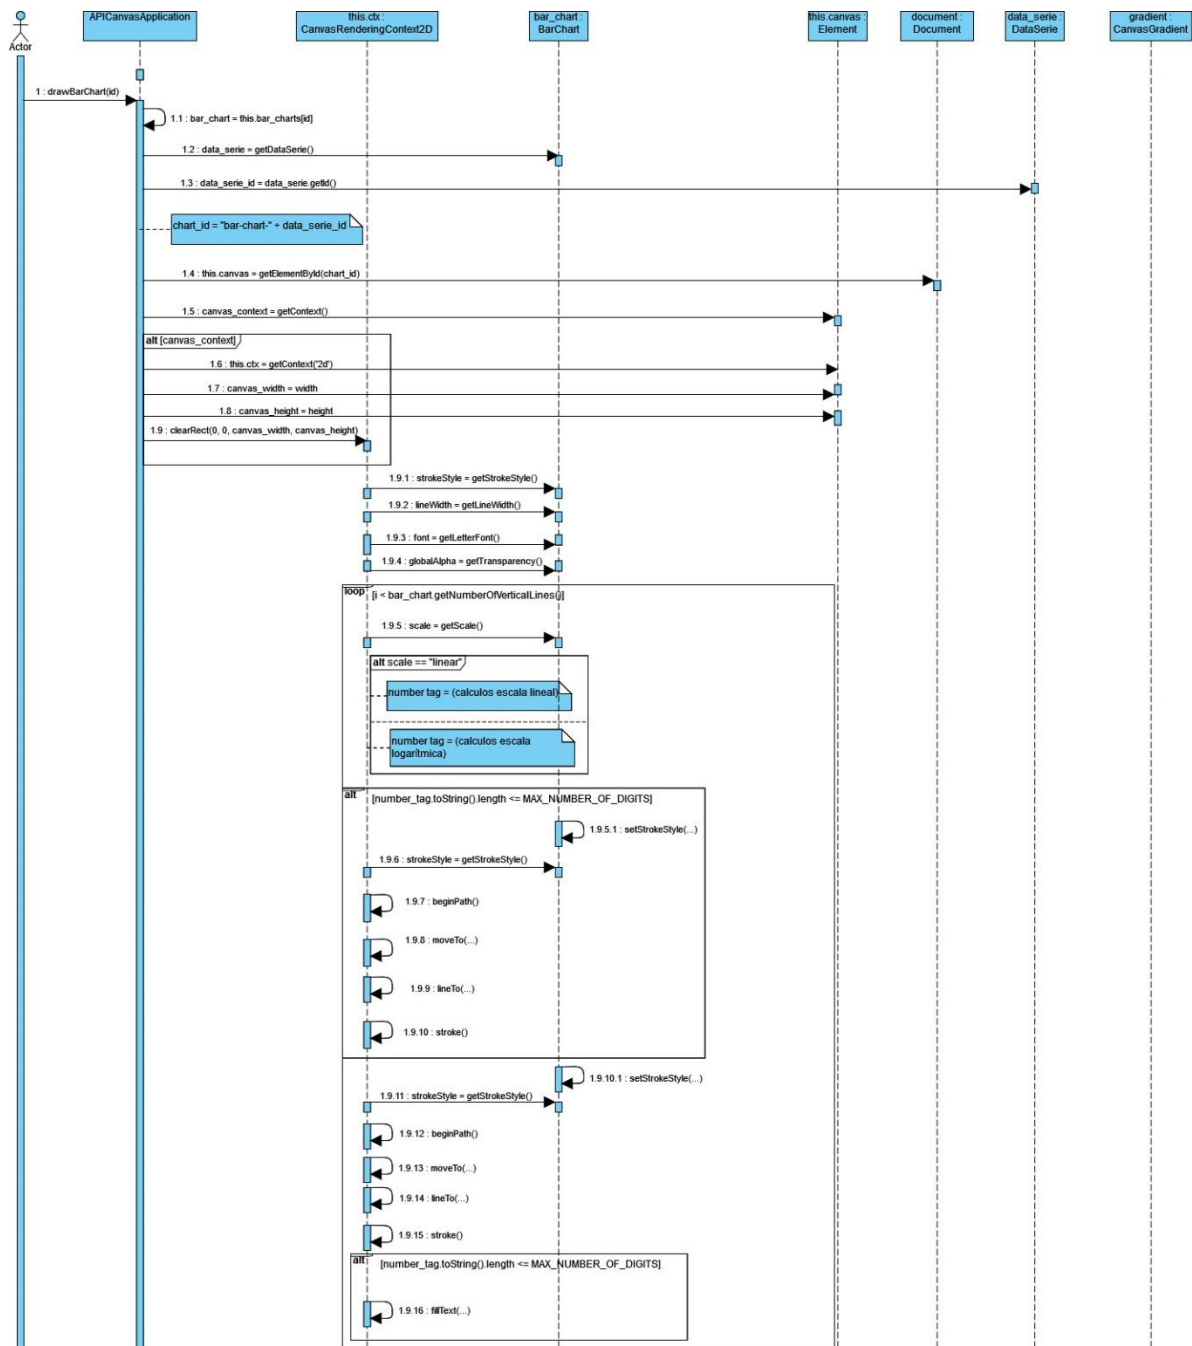 Actor
APICanvasApplication
this.ctx :
CanvasRenderingContext2D
bar_chart :
BarChart
this.canvas :
Element
document :
Document
data_serie :
DataSerie
gradient :
CanvasGradient
1 : drawBarChart(id)
1.1 : bar_chart = this.bar_charts[id]
1.2 : data_serie = getDataSerie()
1.3 : data_serie_id = data_serie.getId()
chart_id = "bar-chart-" + data_serie_id
1.4 : this.canvas = getElementById(chart_id)
1.5 : canvas_context = getContext()
alt [canvas_context]
1.6 : this.ctx = getContext("2d")
1.7 : canvas_width = width
1.8 : canvas_height = height
1.9 : clearRect(0, 0, canvas_width, canvas_height)
1.9.1 : strokeStyle = getStrokeStyle()
1.9.2 : lineWidth = getLineWidth()
1.9.3 : font = getLetterFont()
1.9.4 : globalAlpha = getTransparency()
loop [i < bar_chart.getNumberOfVerticalLines()]
1.9.5 : scale = getScale()
alt scale == "linear"
number tag = (calculos escala lineal)
number tag = (calculos escala
logarítmica)
alt [number_tag.toString().length <= MAX_NUMBER_OF_DIGITS]
1.9.5.1 : setStrokeStyle(...)
1.9.6 : strokeStyle = getStrokeStyle()
1.9.7 : beginPath()
1.9.8 : moveTo(...)
1.9.9 : lineTo(...)
1.9.10 : stroke()
1.9.10.1 : setStrokeStyle(...)
1.9.11 : strokeStyle = getStrokeStyle()
1.9.12 : beginPath()
1.9.13 : moveTo(...)
1.9.14 : lineTo(...)
1.9.15 : stroke()
alt [number_tag.toString().length <= MAX_NUMBER_OF_DIGITS]
1.9.16 : fillText(...)